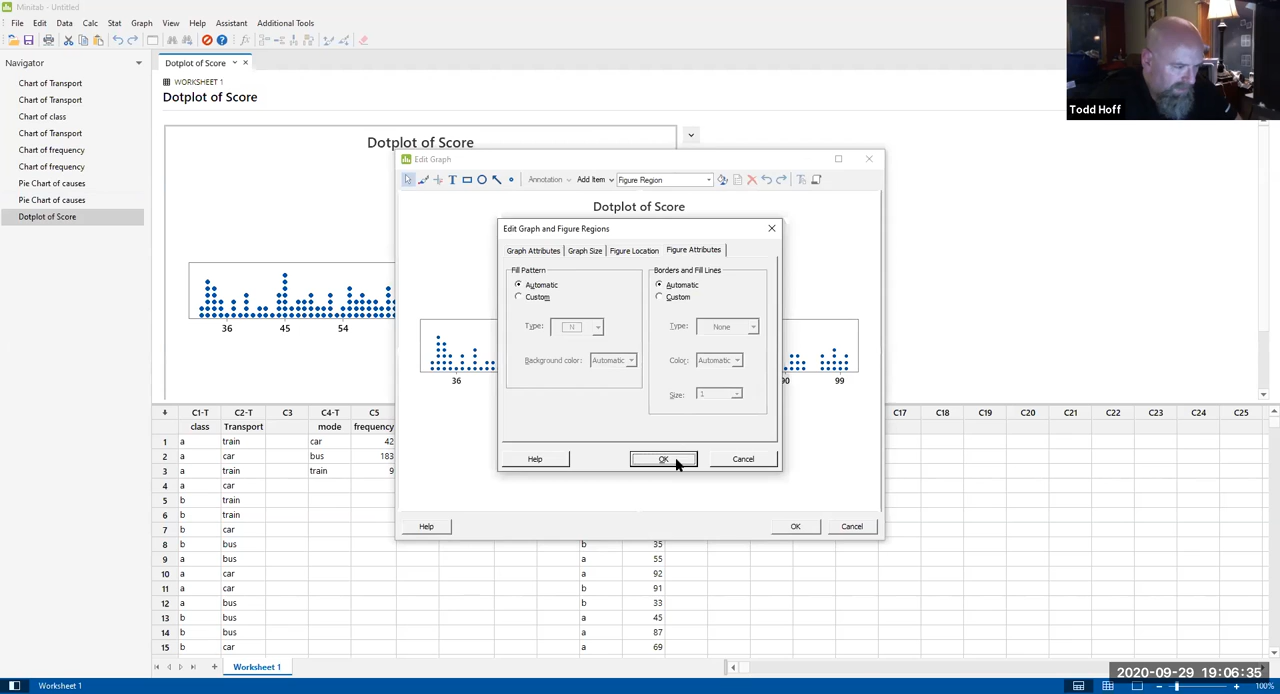 Minitab - Untitled
File Edit Data Calc Stat Graph View Help Assistant Additional Tools
Navigator
Chart of Transport
Chart of Transport
Chart of class
Chart of Transport
Chart of frequency
Chart of frequency
Pie Chart of causes
Pie Chart of causes
Dotplot of Score
Dotplot of Score
WORKSHEET 1
Dotplot of Score
Dotplot of Score
36 45 54
Todd Hoff
Edit Graph
T Annotation Add Item Figure Region
Dotplot of Score
36 90 99
Edit Graph and Figure Regions
Graph Attributes Graph Size Figure Location Figure Attributes
Fill Pattern
Automatic
Custom
Type: N
Background color: Automatic
Borders and Fill Lines
Automatic
Custom
Type: None
Color: Automatic
Size: 1
Help OK Cancel
Help OK Cancel
C1-T C2-T C3 C4-T C5 C17 C18 C19 C20 C21 C22 C23 C24 C25
class Transport mode frequency
1 a train car 42
2 a car bus 183
3 a train train 9
4 a car
5 b train
6 b train
7 b car
8 b bus b 35
9 a bus a 55
10 a car a 92
11 a car b 91
12 a bus b 33
13 b bus a 45
14 b bus a 87
15 b car a 69
Worksheet 1
2020-09-29 19:06:35
Worksheet 1
100%